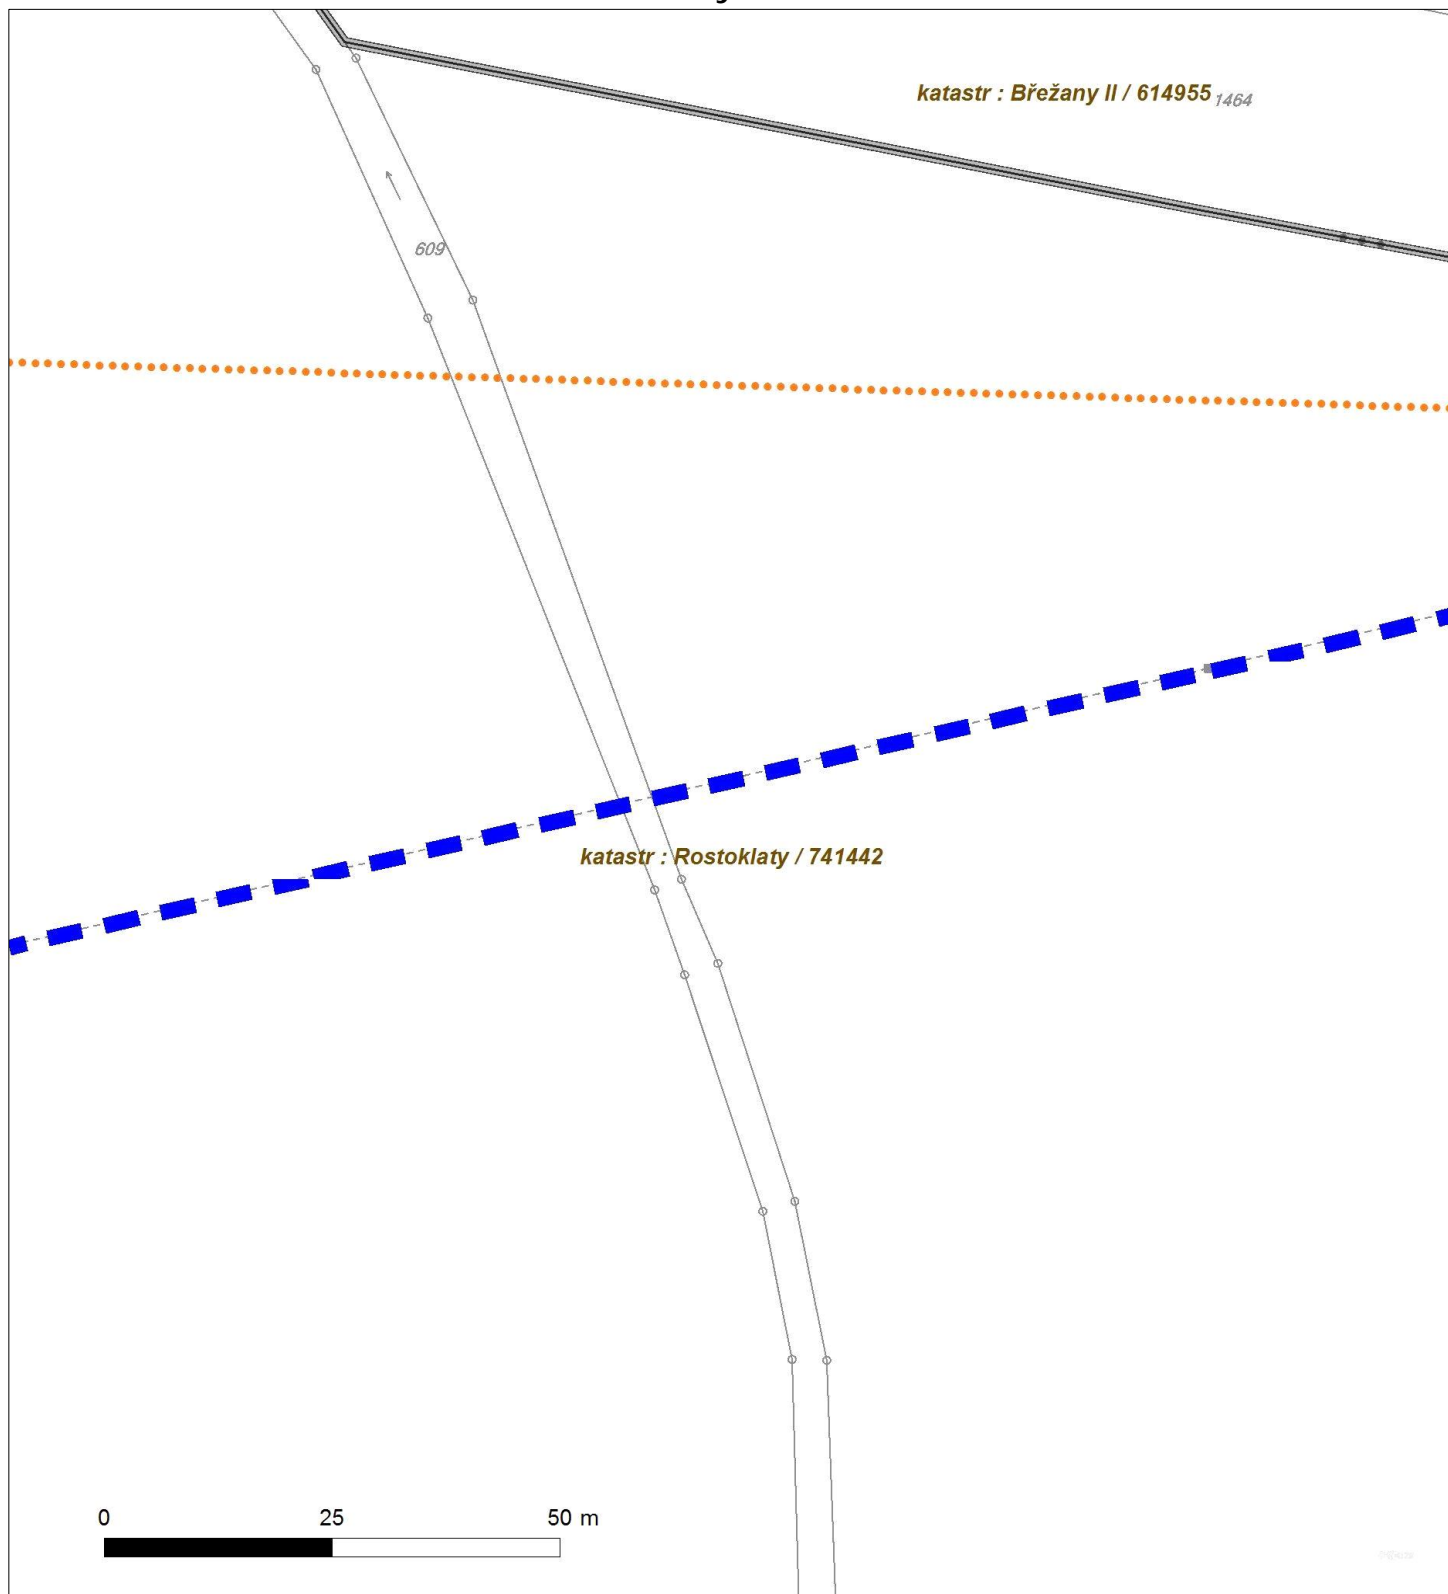 katastr : Břežany II / 614955
1464
609
katastr : Rostoklaty / 741442
0 25 50 m